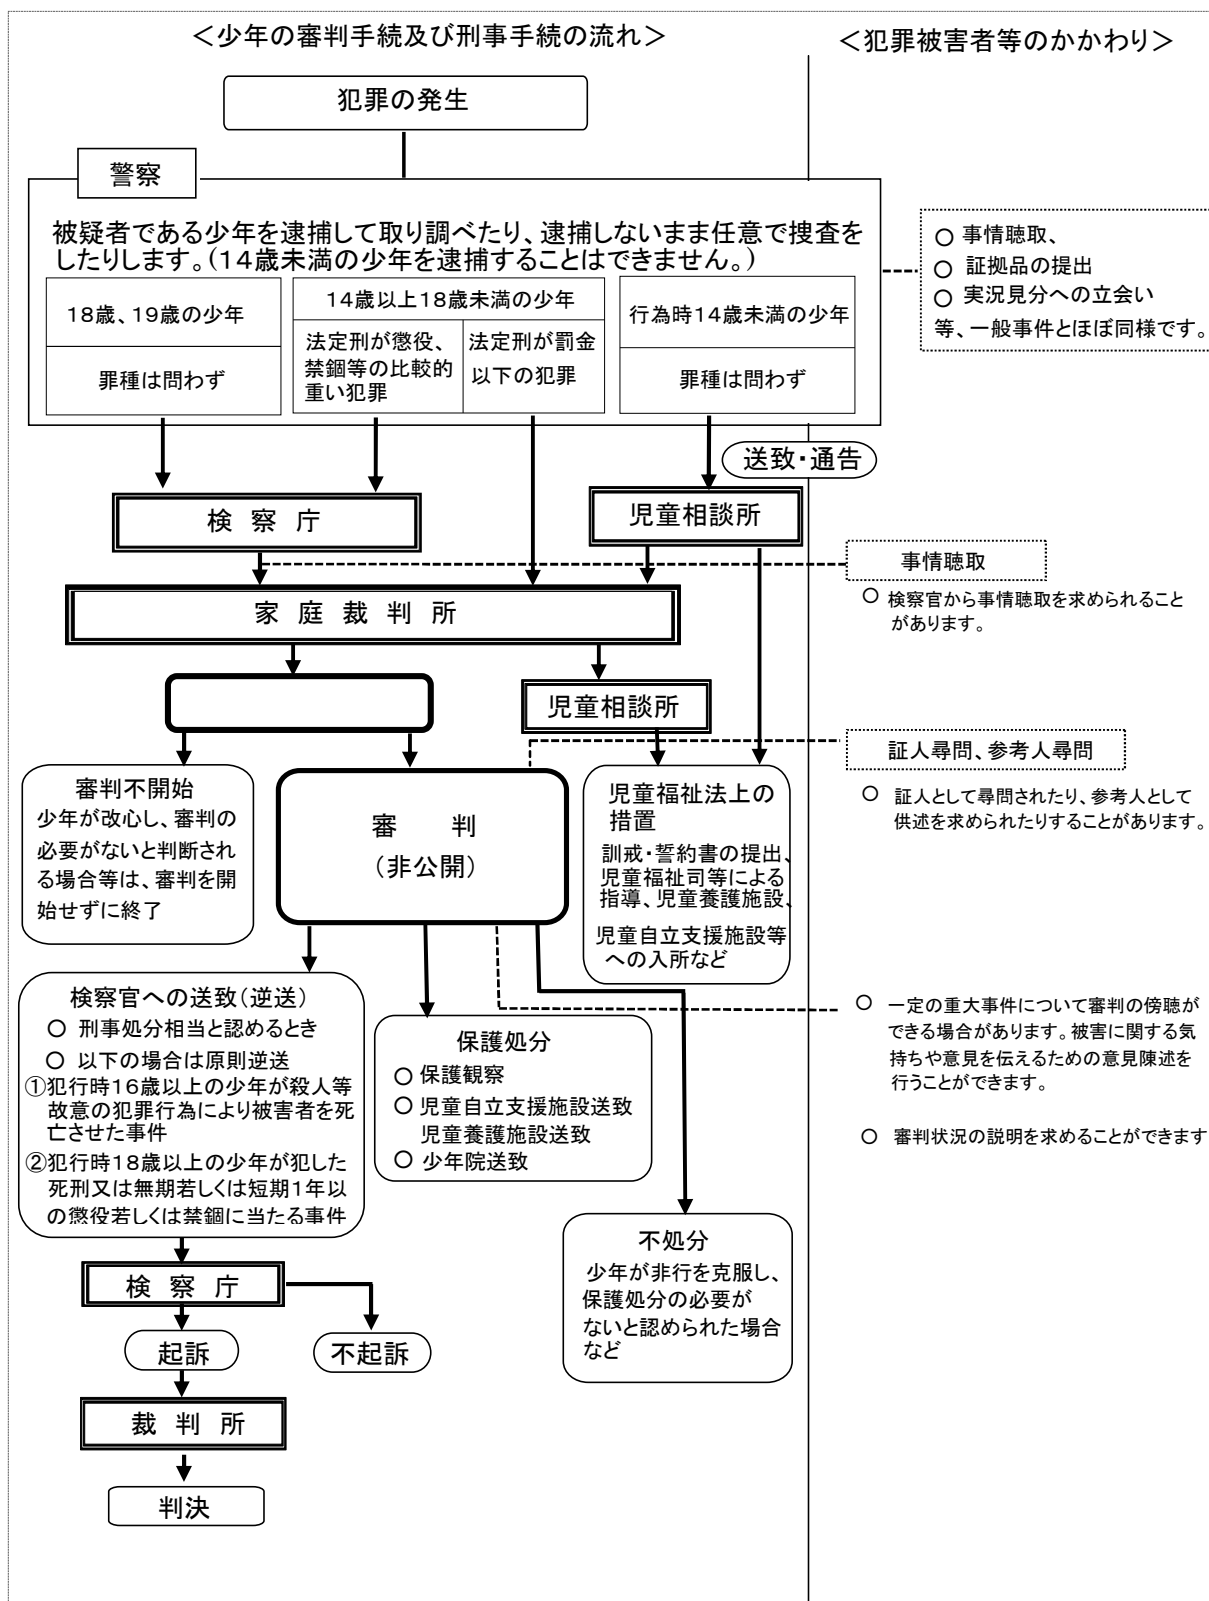 ＜少年の審判手続及び刑事手続の流れ＞
＜犯罪被害者等のかかわり＞
犯罪の発生
警察
被疑者である少年を逮捕して取り調べたり、逮捕しないまま任意で捜査を
したりします。(１４歳未満の少年を逮捕することはできません。)
18歳、19歳の少年
罪種は問わず
１４歳以上１８歳未満の少年
法定刑が懲役、
禁錮等の比較的
重い犯罪
法定刑が罰金
以下の犯罪
行為時１４歳未満の少年
罪種は問わず
○ 事情聴取、
○ 証拠品の提出
○ 実況見分への立会い
等、一般事件とほぼ同様です。
送致・通告
検 察 庁
児童相談所
事情聴取
○ 検察官から事情聴取を求められること
があります。
家 庭 裁 判 所
児童相談所
証人尋問、参考人尋問
○ 証人として尋問されたり、参考人として
供述を求められたりすることがあります。
審判不開始
少年が改心し、審判の
必要がないと判断され
る場合等は、審判を開
始せずに終了
審　判
(非公開)
児童福祉法上の
措置
訓戒・誓約書の提出、
児童福祉司等による
指導、児童養護施設、
児童自立支援施設等
への入所など
検察官への送致(逆送)
○ 刑事処分相当と認めるとき
○ 以下の場合は原則逆送
①犯行時１６歳以上の少年が殺人等
故意の犯罪行為により被害者を死
亡させた事件
②犯行時１８歳以上の少年が犯した
死刑又は無期若しくは短期１年以
の懲役若しくは禁錮に当たる事件
保護処分
○ 保護観察
○ 児童自立支援施設送致
児童養護施設送致
○ 少年院送致
○ 一定の重大事件について審判の傍聴が
できる場合があります。被害に関する気
持ちや意見を伝えるための意見陳述を
行うことができます。
○ 審判状況の説明を求めることができます
不処分
少年が非行を克服し、
保護処分の必要が
ないと認められた場合
など
検 察 庁
起訴
不起訴
裁 判 所
判決